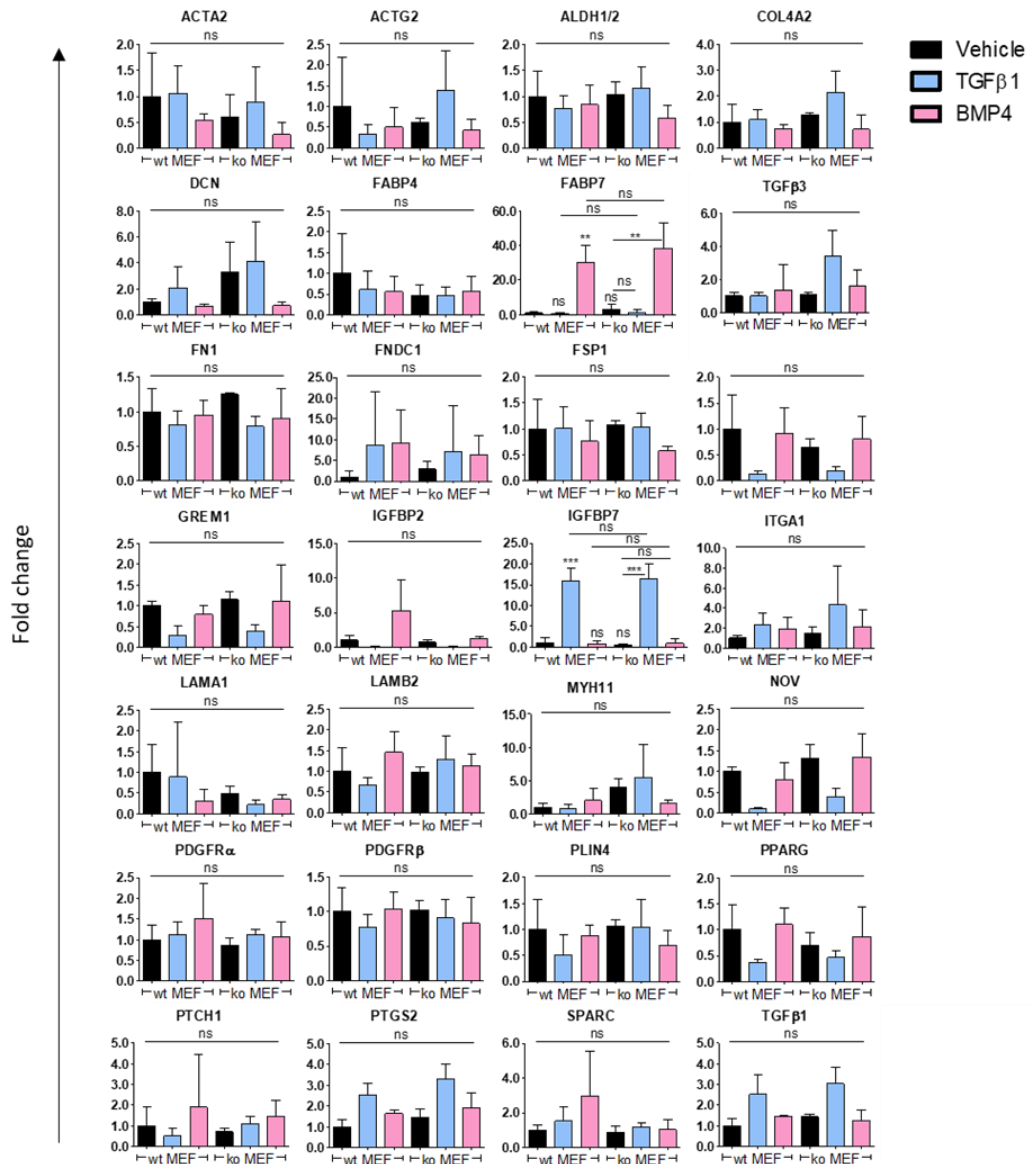 Fold change
Vehicle
TGFβ1
BMP4
ACTA2
ns
2.0
1.5
1.0
0.5
0.0
wt MEF ko MEF
ACTG2
ns
2.5
2.0
1.5
1.0
0.5
0.0
wt MEF ko MEF
ALDH1/2
ns
2.0
1.5
1.0
0.5
0.0
wt MEF ko MEF
COL4A2
ns
4.0
3.0
2.0
1.0
0.0
wt MEF ko MEF
DCN
ns
8.0
6.0
4.0
2.0
0.0
wt MEF ko MEF
FABP4
ns
2.5
2.0
1.5
1.0
0.5
0.0
wt MEF ko MEF
FABP7
ns
ns
** **
ns
ns ns
60.0
40.0
20.0
0.0
wt MEF ko MEF
TGFβ3
ns
6.0
4.0
2.0
0.0
wt MEF ko MEF
FN1
ns
1.5
1.0
0.5
0.0
wt MEF ko MEF
FNDC1
ns
25.0
20.0
15.0
10.0
5.0
0.0
wt MEF ko MEF
FSP1
ns
2.0
1.5
1.0
0.5
0.0
wt MEF ko MEF
ns
2.0
1.5
1.0
0.5
0.0
wt MEF ko MEF
GREM1
ns
2.5
2.0
1.5
1.0
0.5
0.0
wt MEF ko MEF
IGFBP2
ns
15.0
10.0
5.0
0.0
wt MEF ko MEF
IGFBP7
ns
ns
ns
*** ***
ns ns
25.0
20.0
15.0
10.0
5.0
0.0
wt MEF ko MEF
ITGA1
ns
10.0
8.0
6.0
4.0
2.0
0.0
wt MEF ko MEF
LAMA1
ns
2.5
2.0
1.5
1.0
0.5
0.0
wt MEF ko MEF
LAMB2
ns
2.5
2.0
1.5
1.0
0.5
0.0
wt MEF ko MEF
MYH11
ns
15.0
10.0
5.0
0.0
wt MEF ko MEF
NOV
ns
2.5
2.0
1.5
1.0
0.5
0.0
wt MEF ko MEF
PDGFRα
ns
2.5
2.0
1.5
1.0
0.5
0.0
wt MEF ko MEF
PDGFRβ
ns
1.5
1.0
0.5
0.0
wt MEF ko MEF
PLIN4
ns
2.0
1.5
1.0
0.5
0.0
wt MEF ko MEF
PPARG
ns
2.0
1.5
1.0
0.5
0.0
wt MEF ko MEF
PTCH1
ns
5.0
4.0
3.0
2.0
1.0
0.0
wt MEF ko MEF
PTGS2
ns
5.0
4.0
3.0
2.0
1.0
0.0
wt MEF ko MEF
SPARC
ns
6.0
4.0
2.0
0.0
wt MEF ko MEF
TGFβ1
ns
5.0
4.0
3.0
2.0
1.0
0.0
wt MEF ko MEF